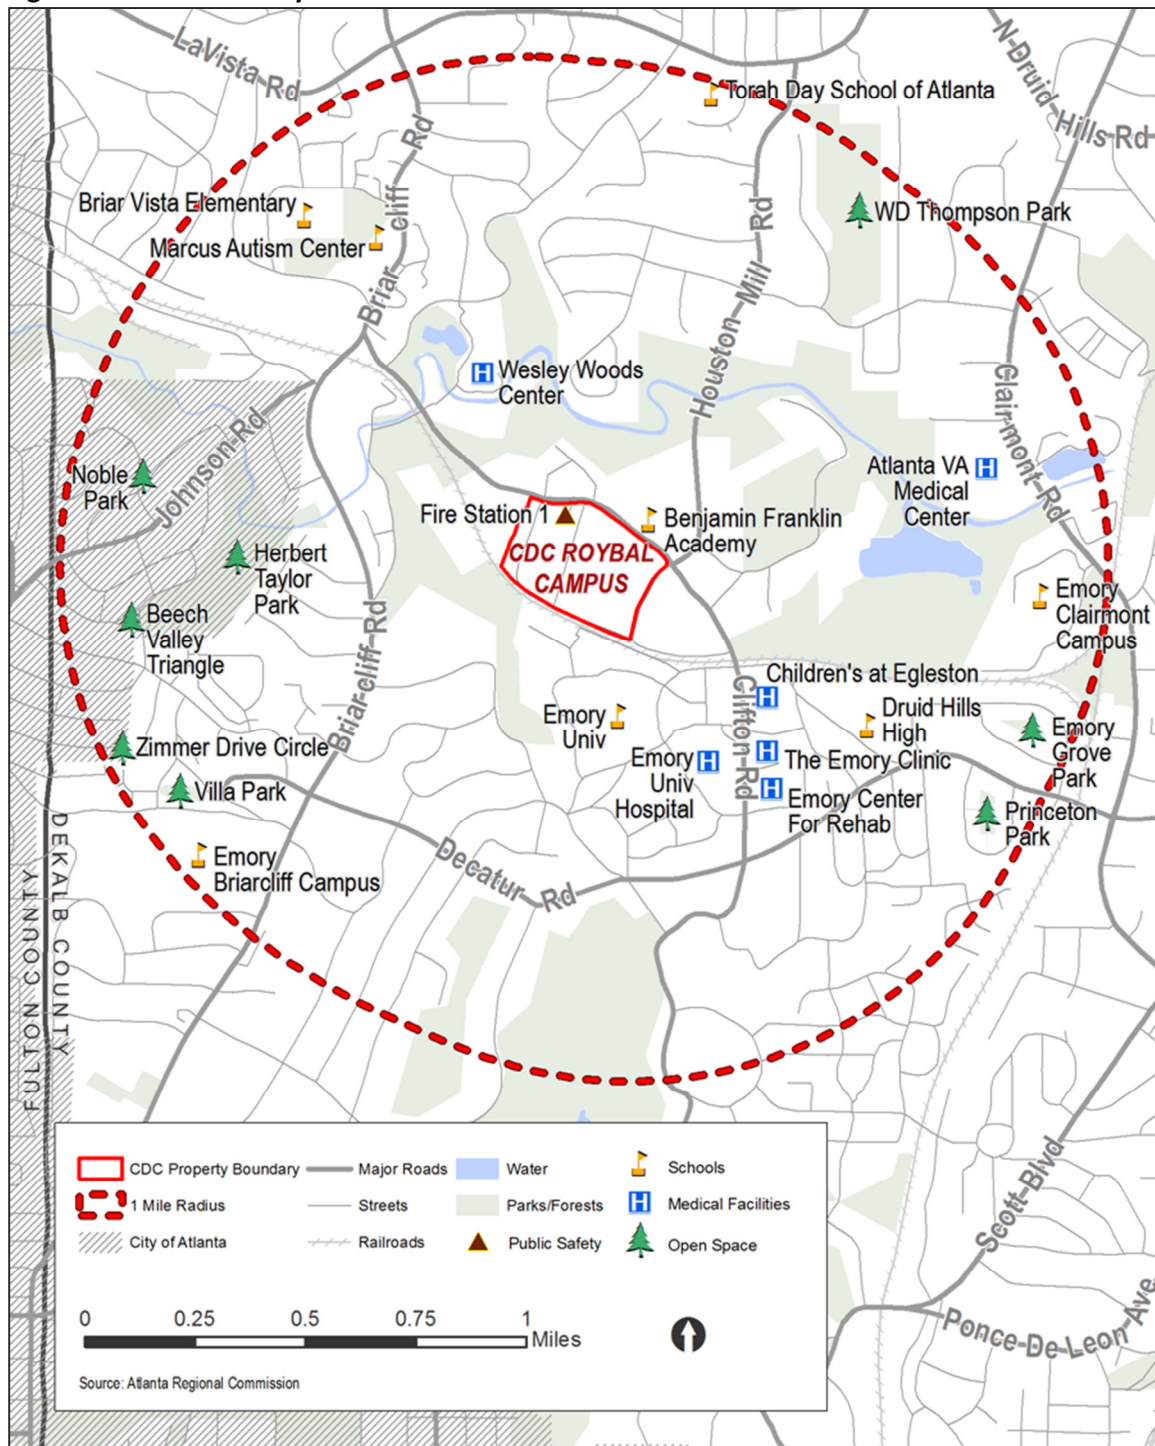 LaVista Rd
N-Druid Hills Rd
Torah Day School of Atlanta
Briar cliff Rd
Briar Vista Elementary
Marcus Autism Center
WD Thompson Park
Houston Mill Rd
Wesley Woods
Center
Clairmont Rd
Johnson-Rd
Noble
Park
Atlanta VA
Medical
Center
Fire Station 1
Benjamin Franklin
Academy
CDC ROYBAL
CAMPUS
Herbert
Taylor
Park
Beech
Valley
Triangle
Emory
Clairmont
Campus
Briar-cliff-Rd
Children's at Egleston
Clifton-Rd
Druid Hills
High
Emory
Univ
Emory
Grove
Park
Zimmer Drive Circle
The Emory Clinic
Emory
Univ
Hospital
Villa Park
Emory Center
For Rehab
Princeton
Park
Emory
Briarcliff Campus
Decatur Rd
FULTON COUNTY
DEKALB COUNTY
Scott-Blvd
Ponce-De-Leon-Ave
CDC Property Boundary
Major Roads
Water
Schools
1 Mile Radius
Streets
Parks/Forests
H Medical Facilities
City of Atlanta
Railroads
Public Safety
Open Space
0 0.25 0.5 0.75 1
Miles
Source: Atlanta Regional Commission